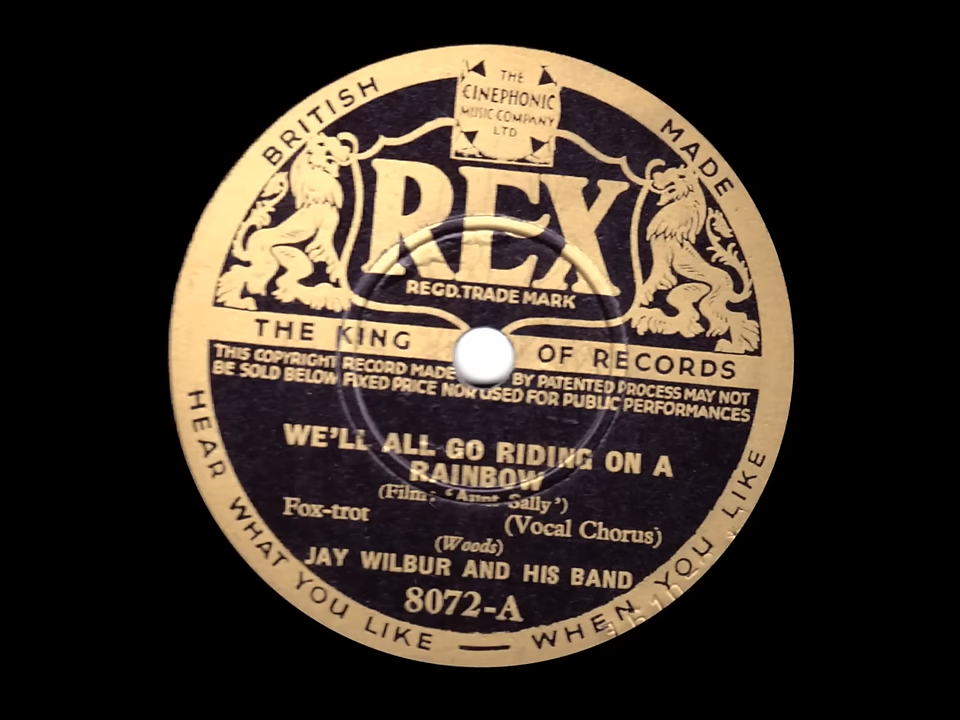 BRITISH MADE
THE
CINEPHONIC
MUSIC COMPANY
LTD
REX
REGD. TRADE MARK
THE KING OF RECORDS
THIS COPYRIGHT RECORD MADE BY PATENTED PROCESS MAY NOT
BE SOLD BELOW FIXED PRICE NOR USED FOR PUBLIC PERFORMANCES
WE'LL ALL GO RIDING ON A
RAINBOW
(Film: 'Aunt Sally')
Fox-trot (Vocal Chorus)
(Woods)
JAY WILBUR AND HIS BAND
8072-A
HEAR WHAT YOU LIKE — WHEN YOU LIKE